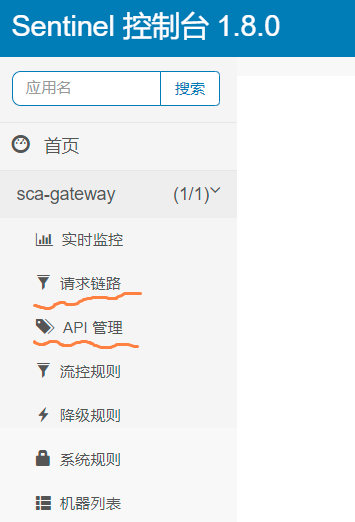 Sentinel 控制台 1.8.0
应用名 搜索
首页
sca-gateway (1/1)
实时监控
请求链路
API 管理
流控规则
降级规则
系统规则
机器列表